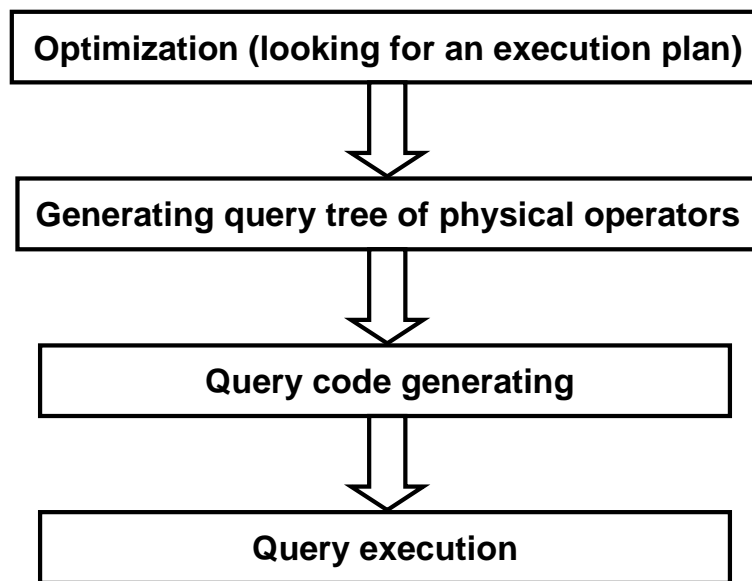 Optimization (looking for an execution plan)
Generating query tree of physical operators
Query code generating
Query execution